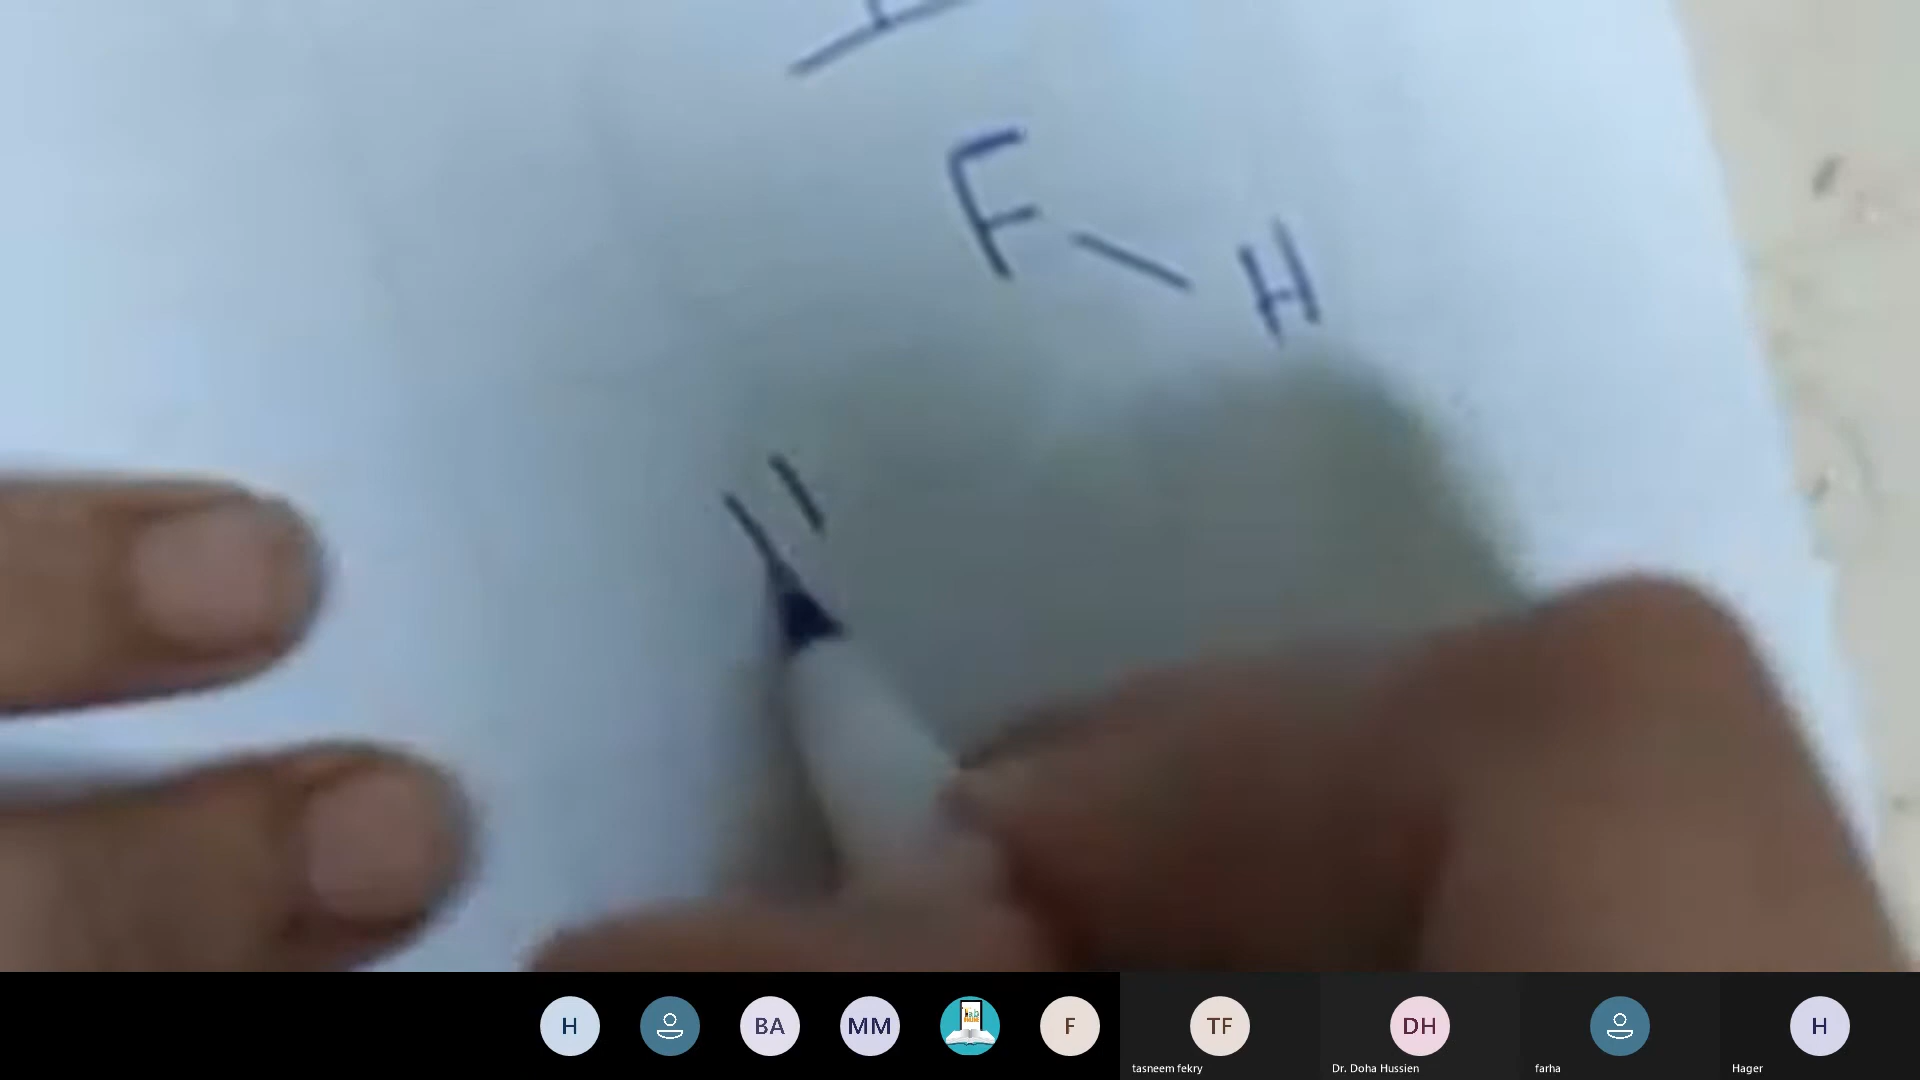 F - H
H
BA
MM
F
TF
DH
H
tasneem fekry
Dr. Doha Hussien
farha
Hager